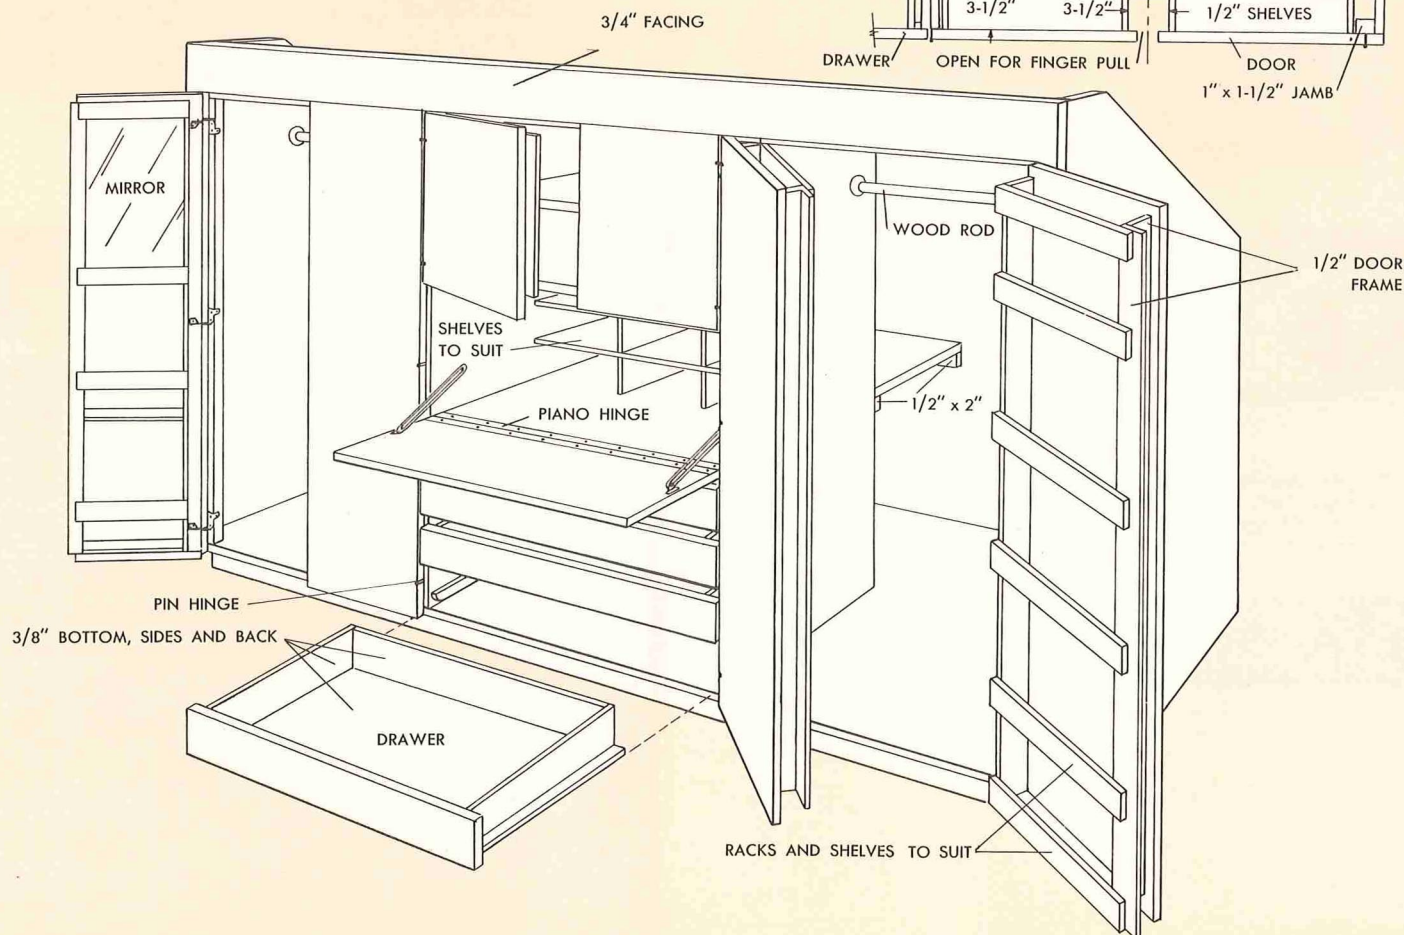 3/4" FACING
3-1/2"
3-1/2"
1/2" SHELVES
DRAWER
OPEN FOR FINGER PULL
DOOR
1" x 1-1/2" JAMB
MIRROR
WOOD ROD
1/2" DOOR
FRAME
SHELVES
TO SUIT
PIANO HINGE
1/2" x 2"
PIN HINGE
3/8" BOTTOM, SIDES AND BACK
DRAWER
RACKS AND SHELVES TO SUIT